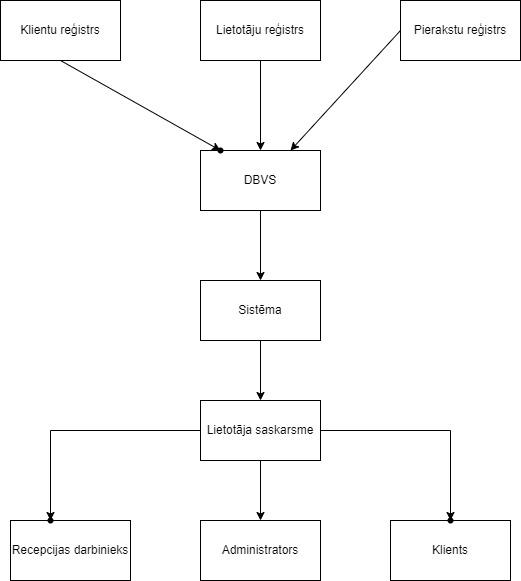 Klientu reģistrs
Lietotāju reģistrs
Pierakstu reģistrs
DBVS
Sistēma
Lietotāja saskarsme
Recepcijas darbinieks
Administrators
Klients